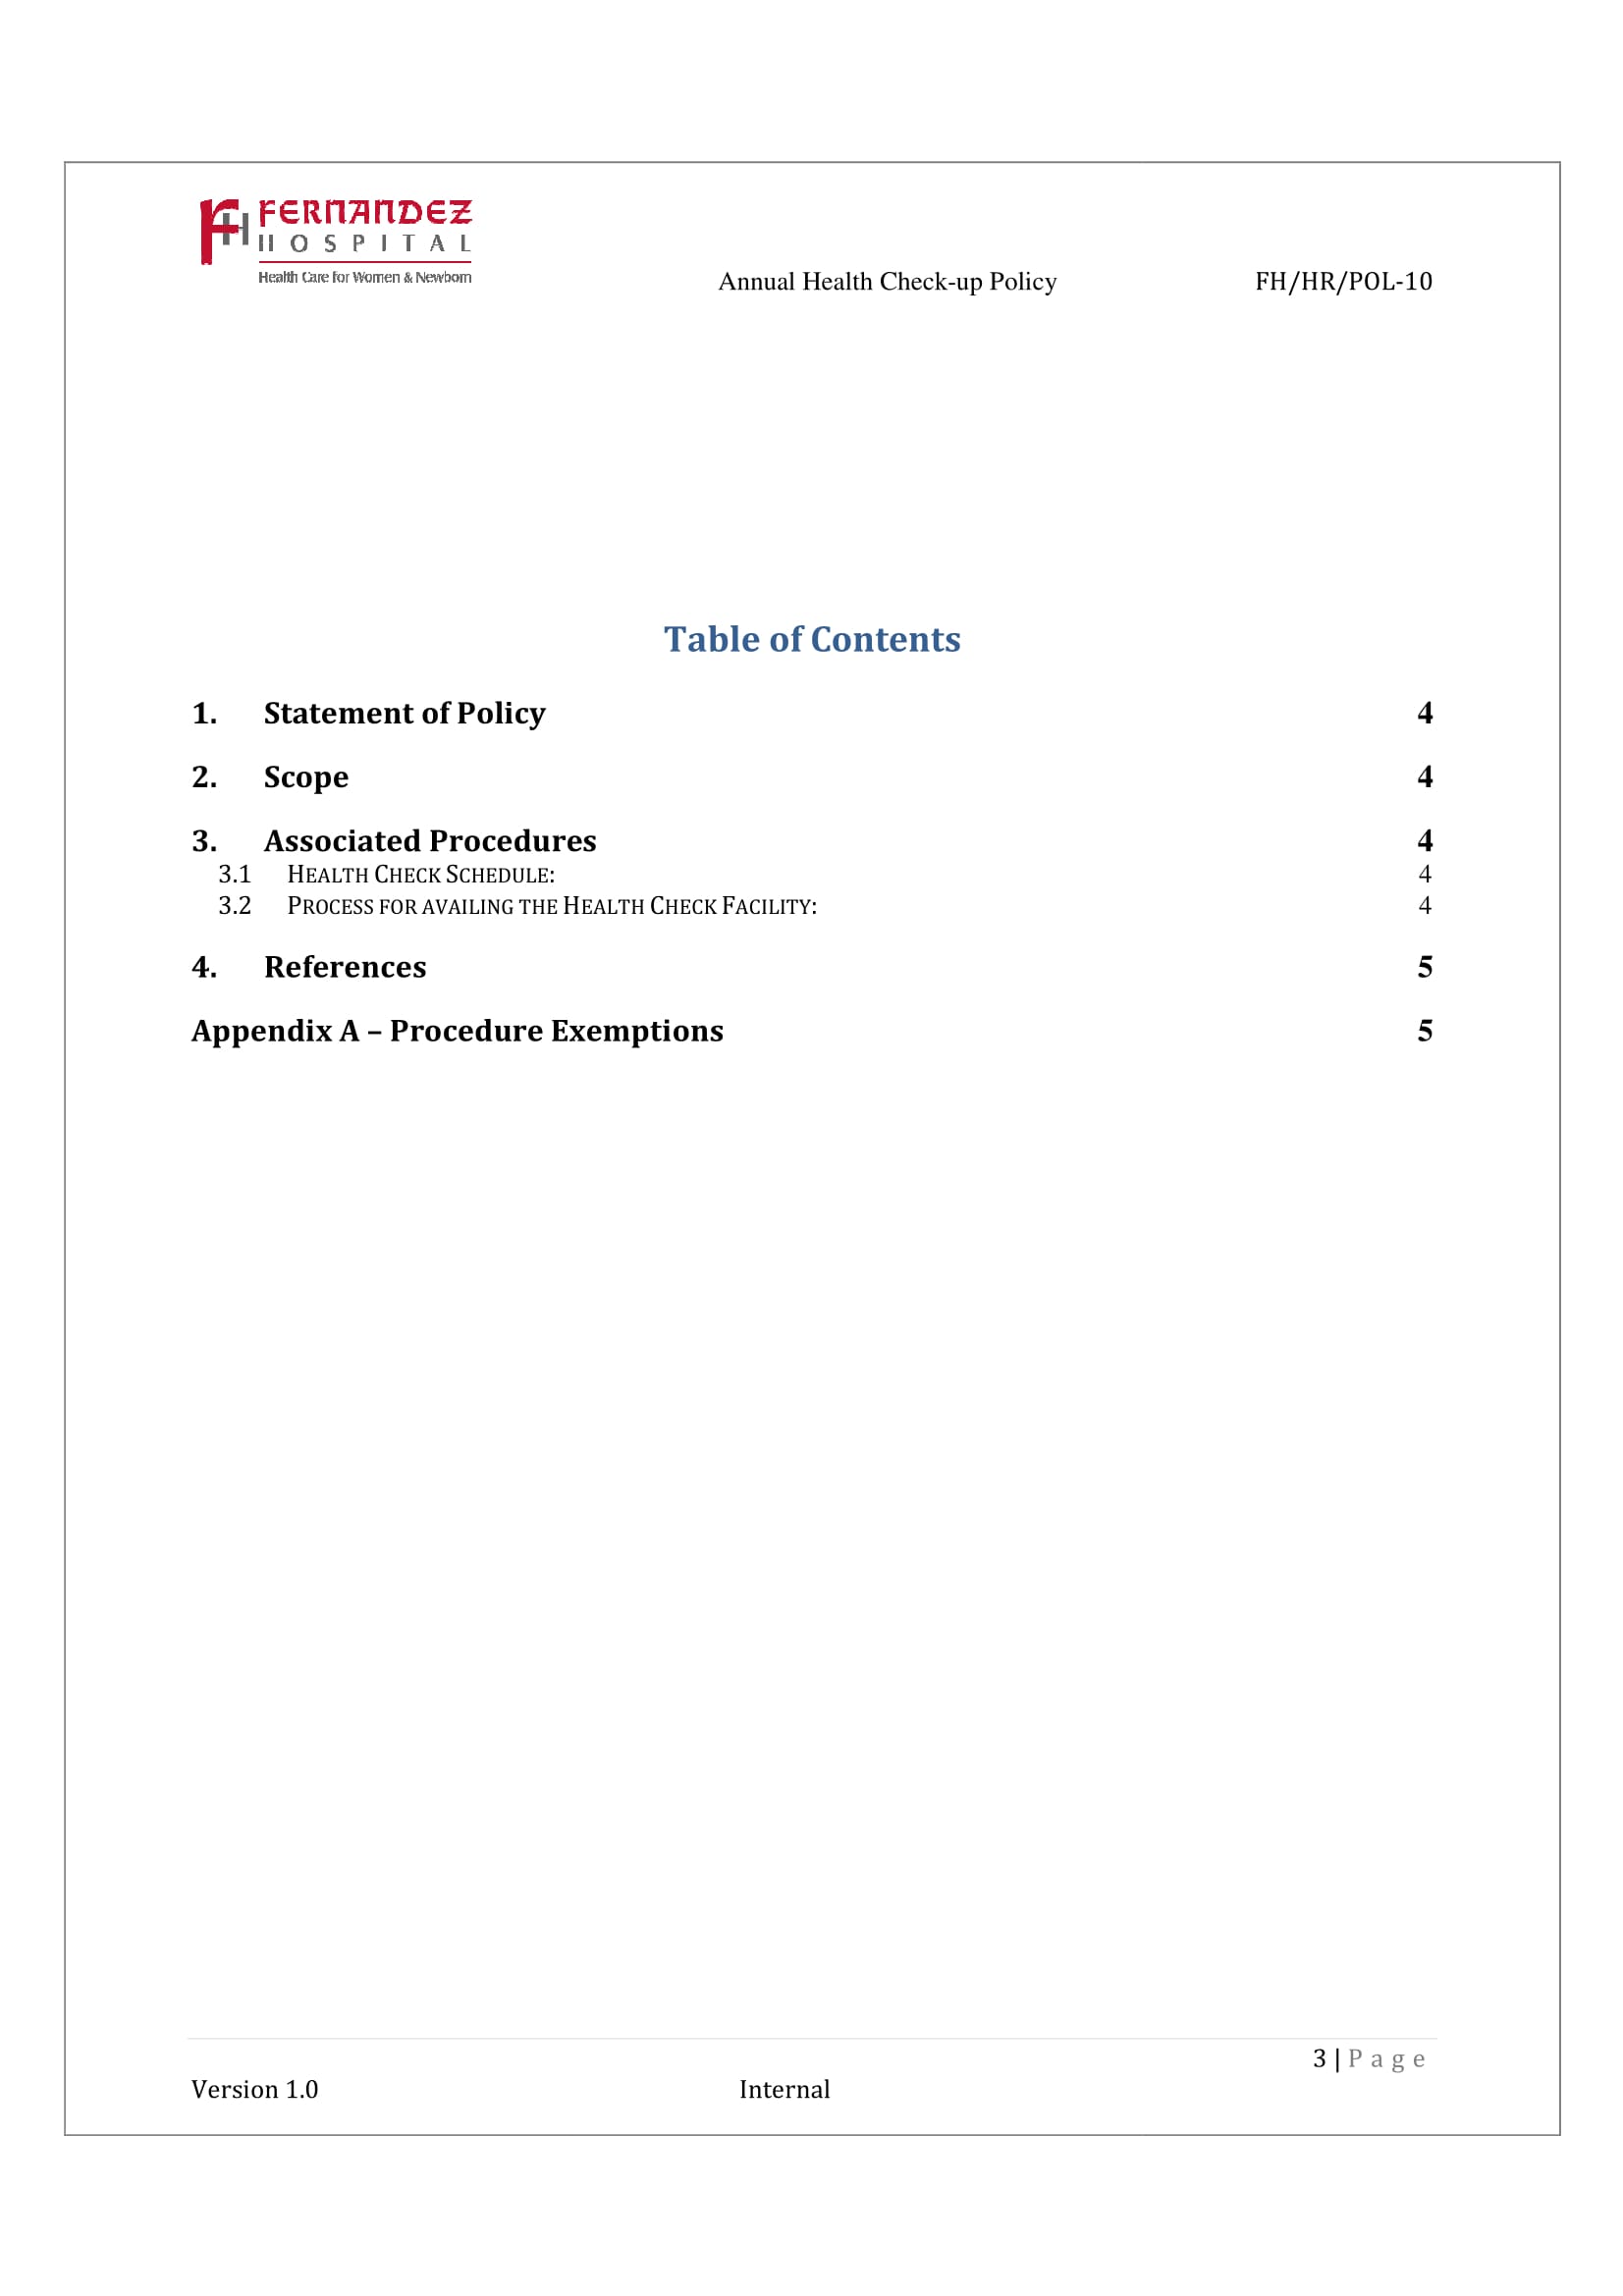 FERNANDEZ
HOSPITAL
Health Care for Women & Newborn
Annual Health Check-up Policy FH/HR/POL-10
Table of Contents
1. Statement of Policy 4
2. Scope 4
3. Associated Procedures 4
3.1 HEALTH CHECK SCHEDULE: 4
3.2 PROCESS FOR AVAILING THE HEALTH CHECK FACILITY: 4
4. References 5
Appendix A – Procedure Exemptions 5
3 | Page
Version 1.0 Internal